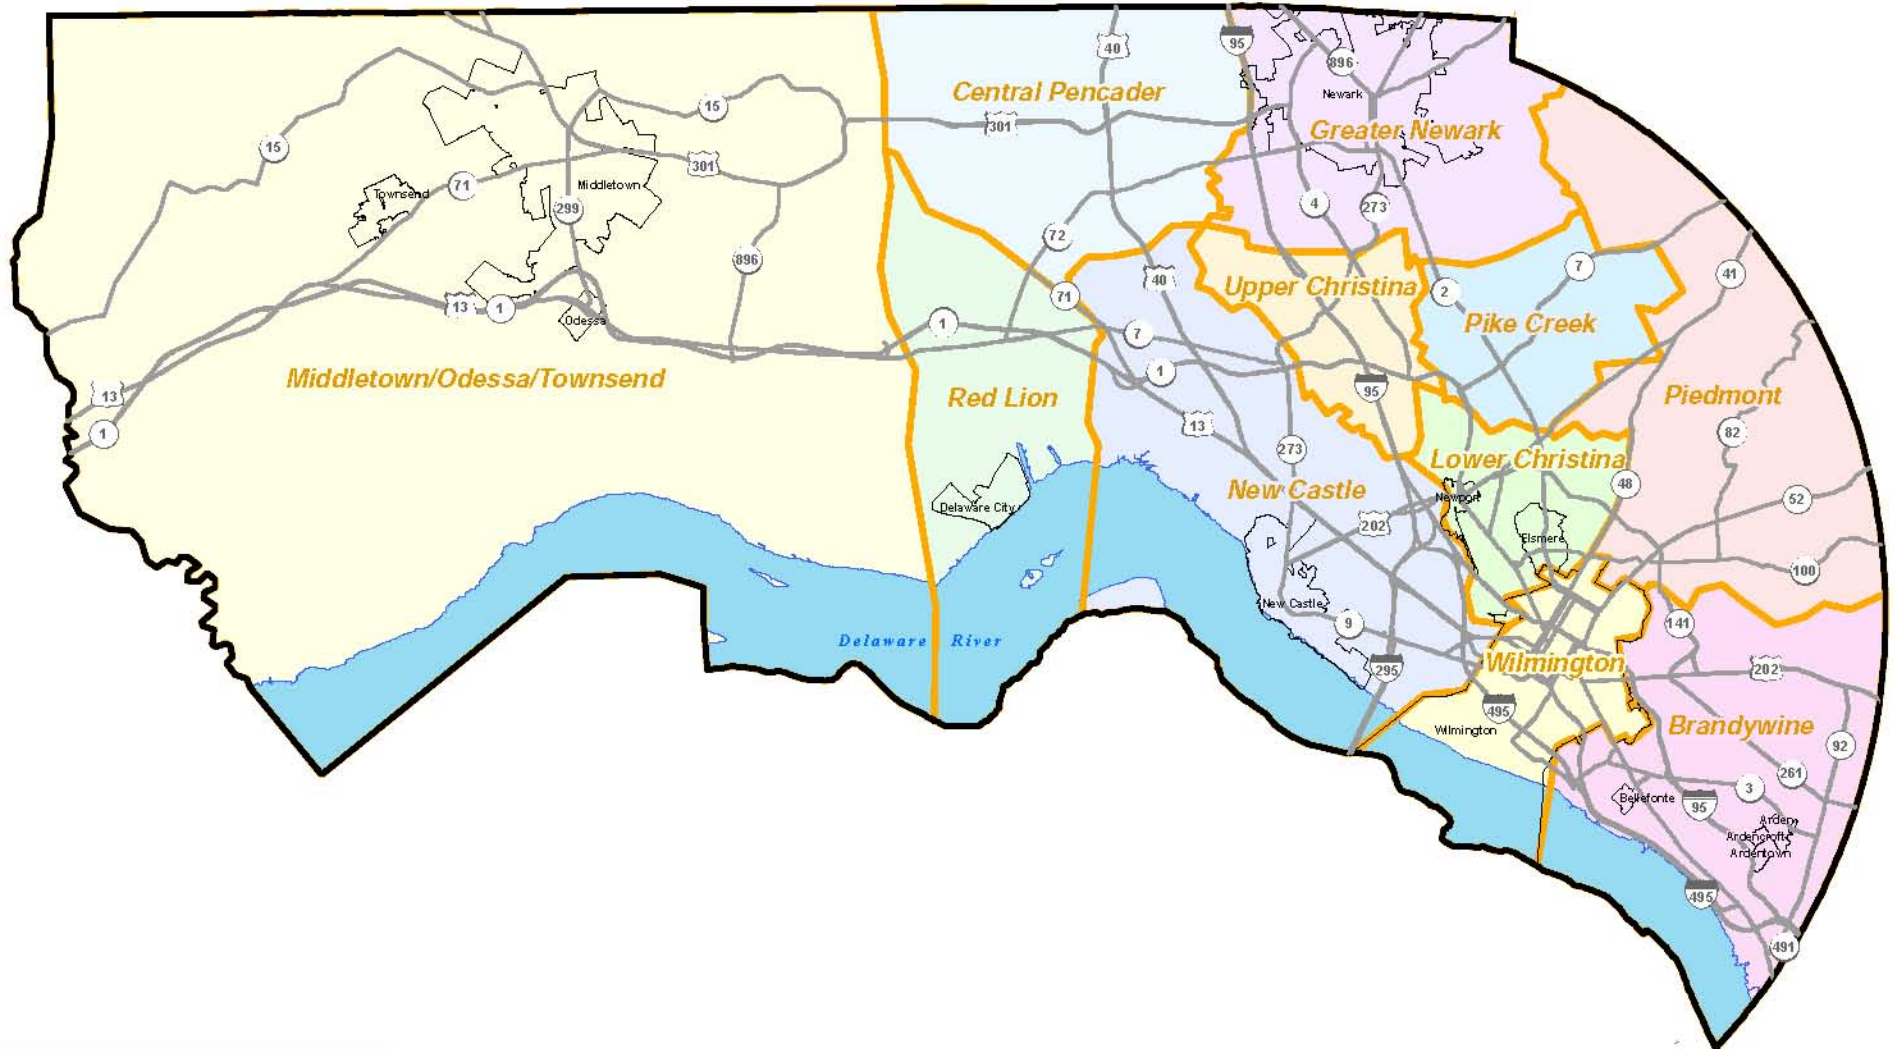 40
95
896
Central Pencader
Newark
15
301
Greater Newark
15
301
71
Townsend
Middletown
299
4
273
72
896
7
41
40
Upper Christina
2
71
13
1
Odessa
1
Pike Creek
7
1
Middletown/Odessa/Townsend
95
Red Lion
13
Piedmont
1
13
82
273
Lower Christina
New Castle
48
Newport
52
Delaware City
202
Elsmere
100
New Castle
9
141
Delaware River
Wilmington
295
202
495
Wilmington
Brandywine
92
261
3
Bellefonte
95
Arden
Ardencroft
Ardentown
495
491